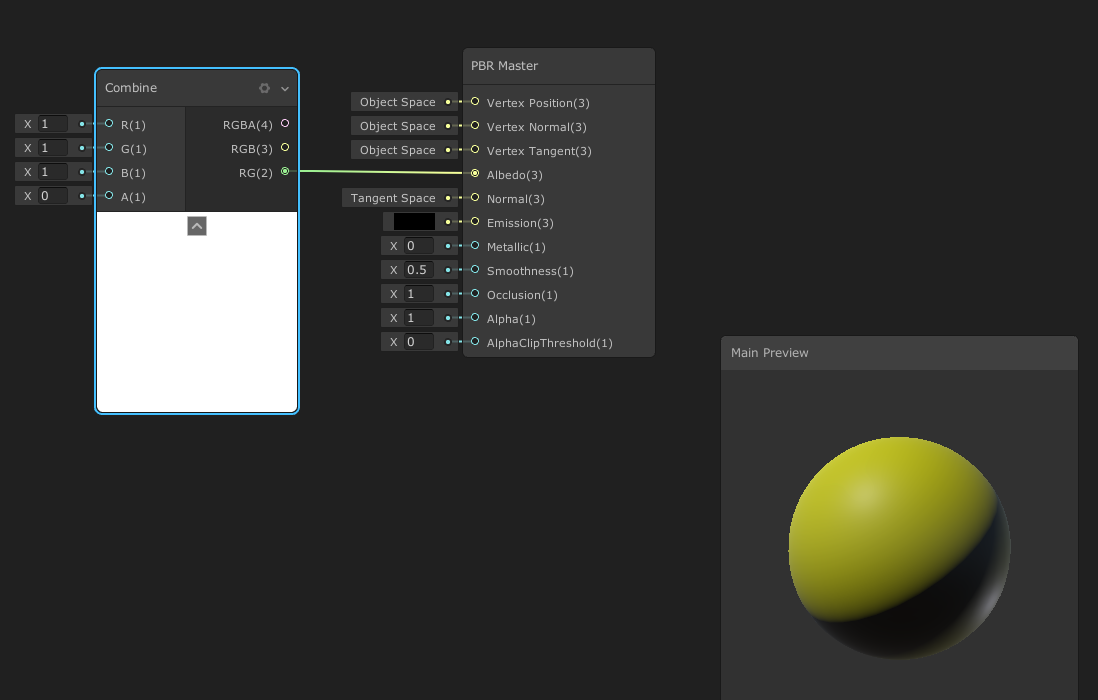 Combine
X 1
R(1)
RGBA(4)
X 1
G(1)
RGB(3)
X 1
B(1)
RG(2)
X 0
A(1)
PBR Master
Object Space
Vertex Position(3)
Object Space
Vertex Normal(3)
Object Space
Vertex Tangent(3)
Albedo(3)
Tangent Space
Normal(3)
Emission(3)
X 0
Metallic(1)
X 0.5
Smoothness(1)
X 1
Occlusion(1)
X 1
Alpha(1)
X 0
AlphaClipThreshold(1)
Main Preview